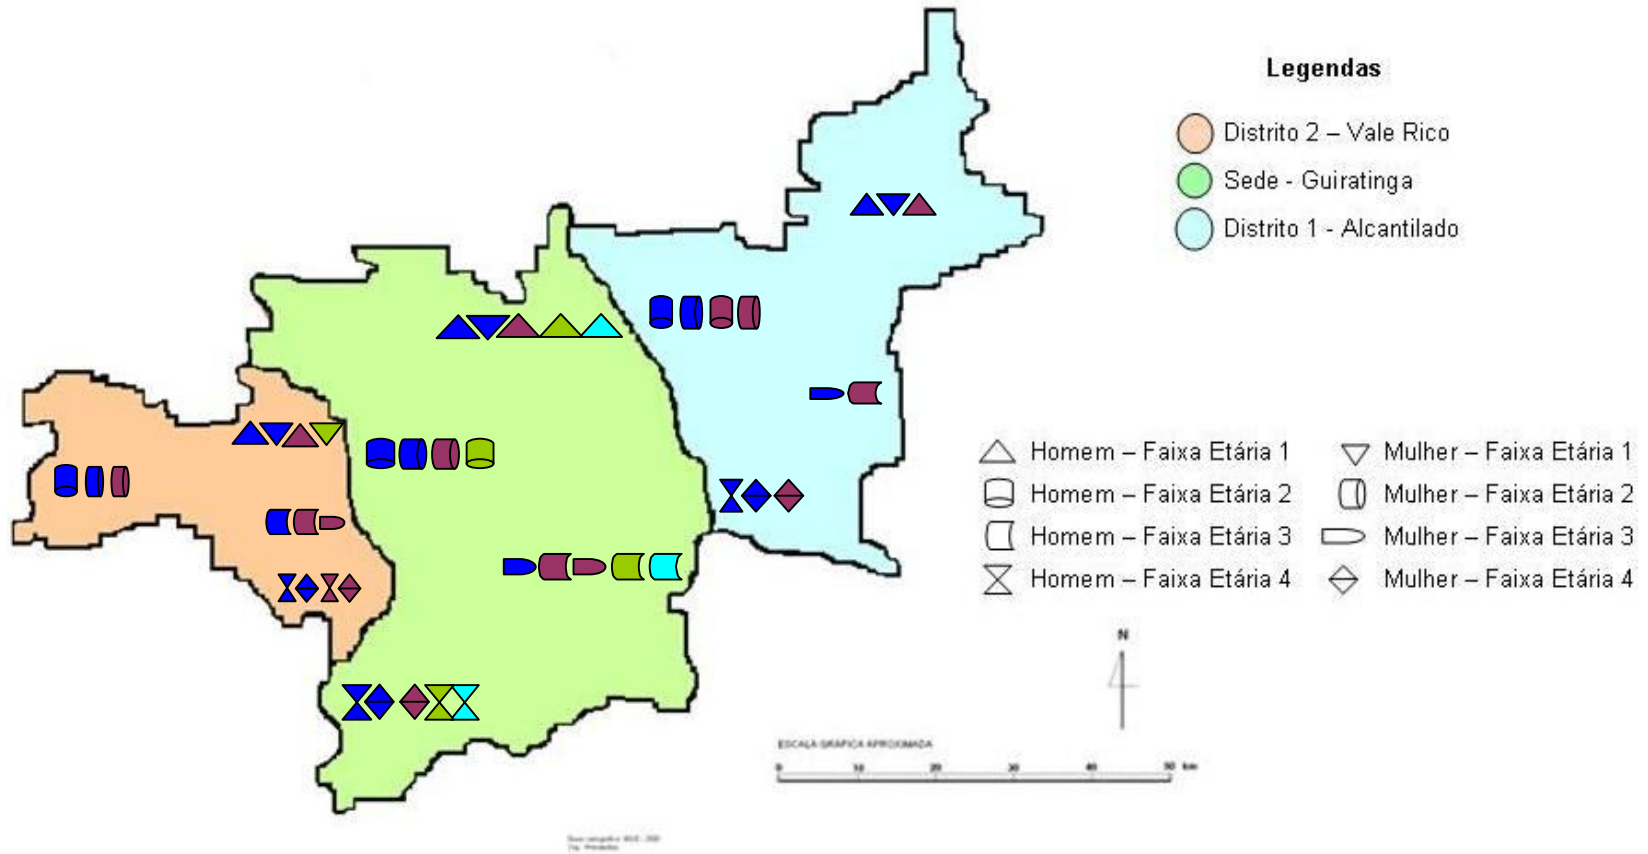 Legendas
Distrito 2 – Vale Rico
Sede - Guiratinga
Distrito 1 - Alcantilado
Homem – Faixa Etária 1
Mulher – Faixa Etária 1
Homem – Faixa Etária 2
Mulher – Faixa Etária 2
Homem – Faixa Etária 3
Mulher – Faixa Etária 3
Homem – Faixa Etária 4
Mulher – Faixa Etária 4
N
ESCALA GRÁFICA APROXIMADA
0 10 20 30 40 50 km